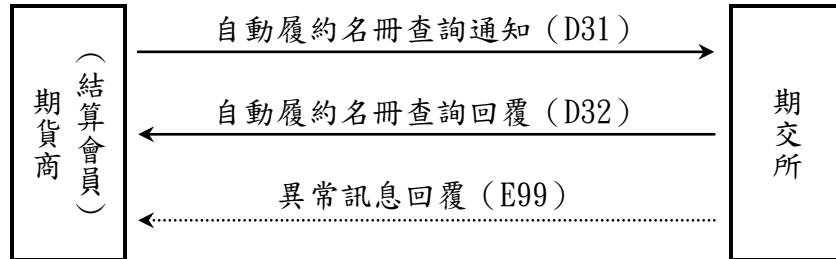 期貨商
（結算會員）
自動履約名冊查詢通知（D31）
自動履約名冊查詢回覆（D32）
異常訊息回覆（E99）
期交所